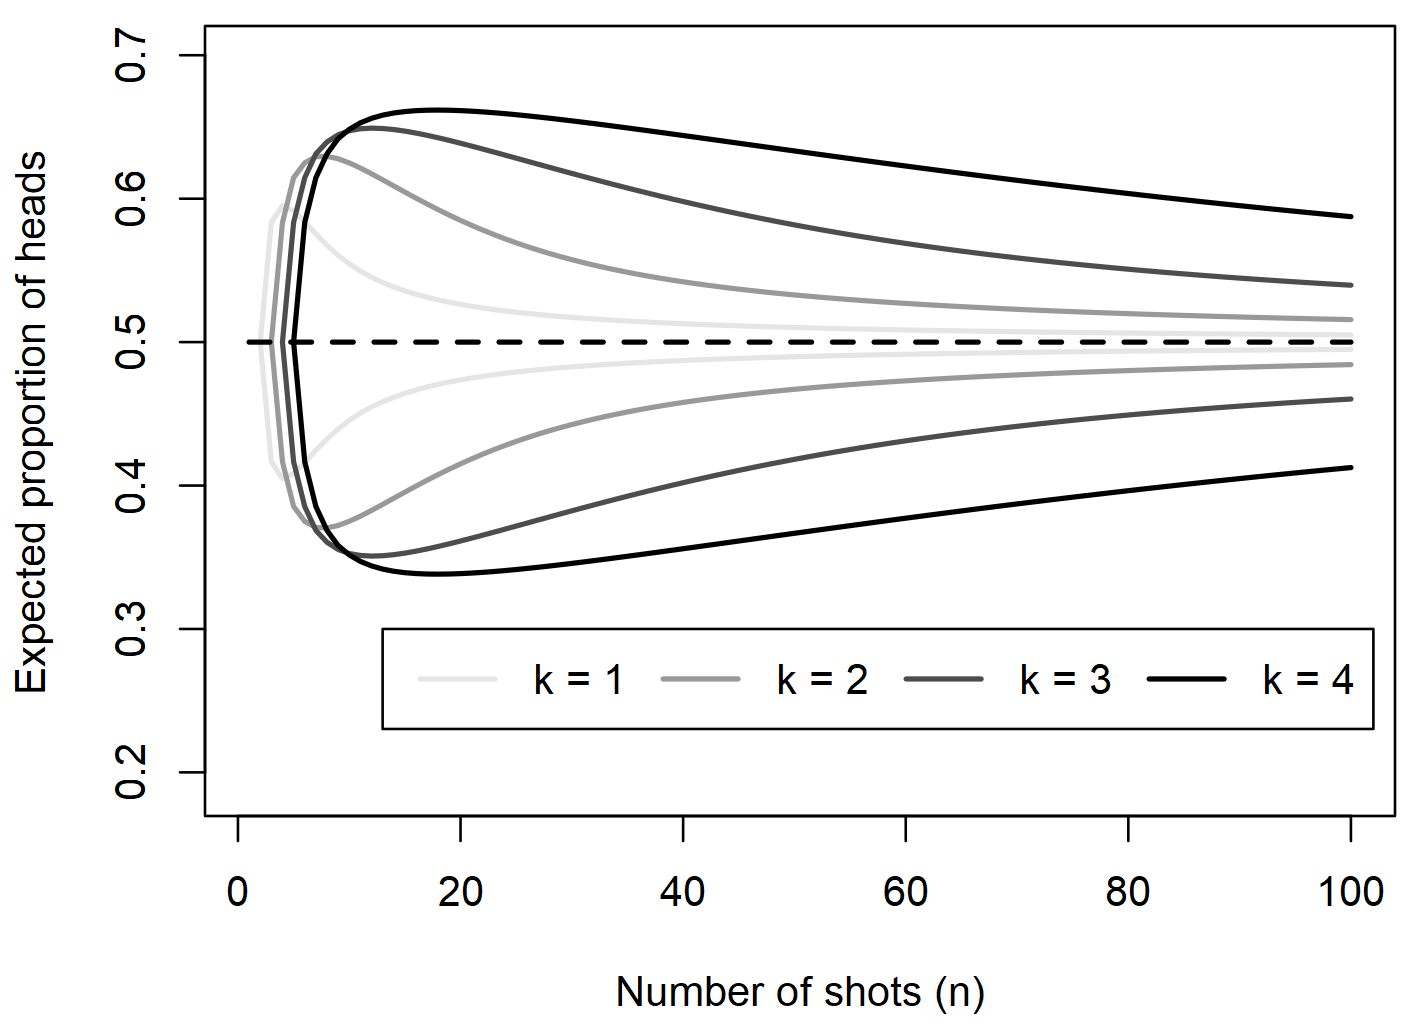 Expected proportion of heads
0.7
0.6
0.5
0.4
0.3
0.2
k = 1 k = 2 k = 3 k = 4
0 20 40 60 80 100
Number of shots (n)